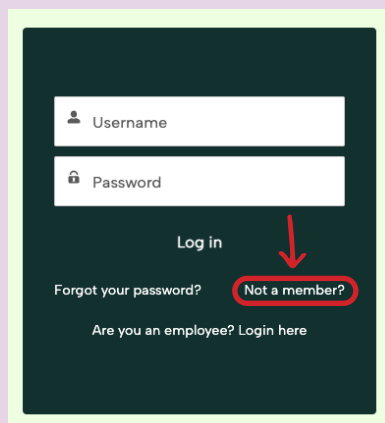 Username
Password
Log in
Forgot your password? Not a member?
Are you an employee? Login here